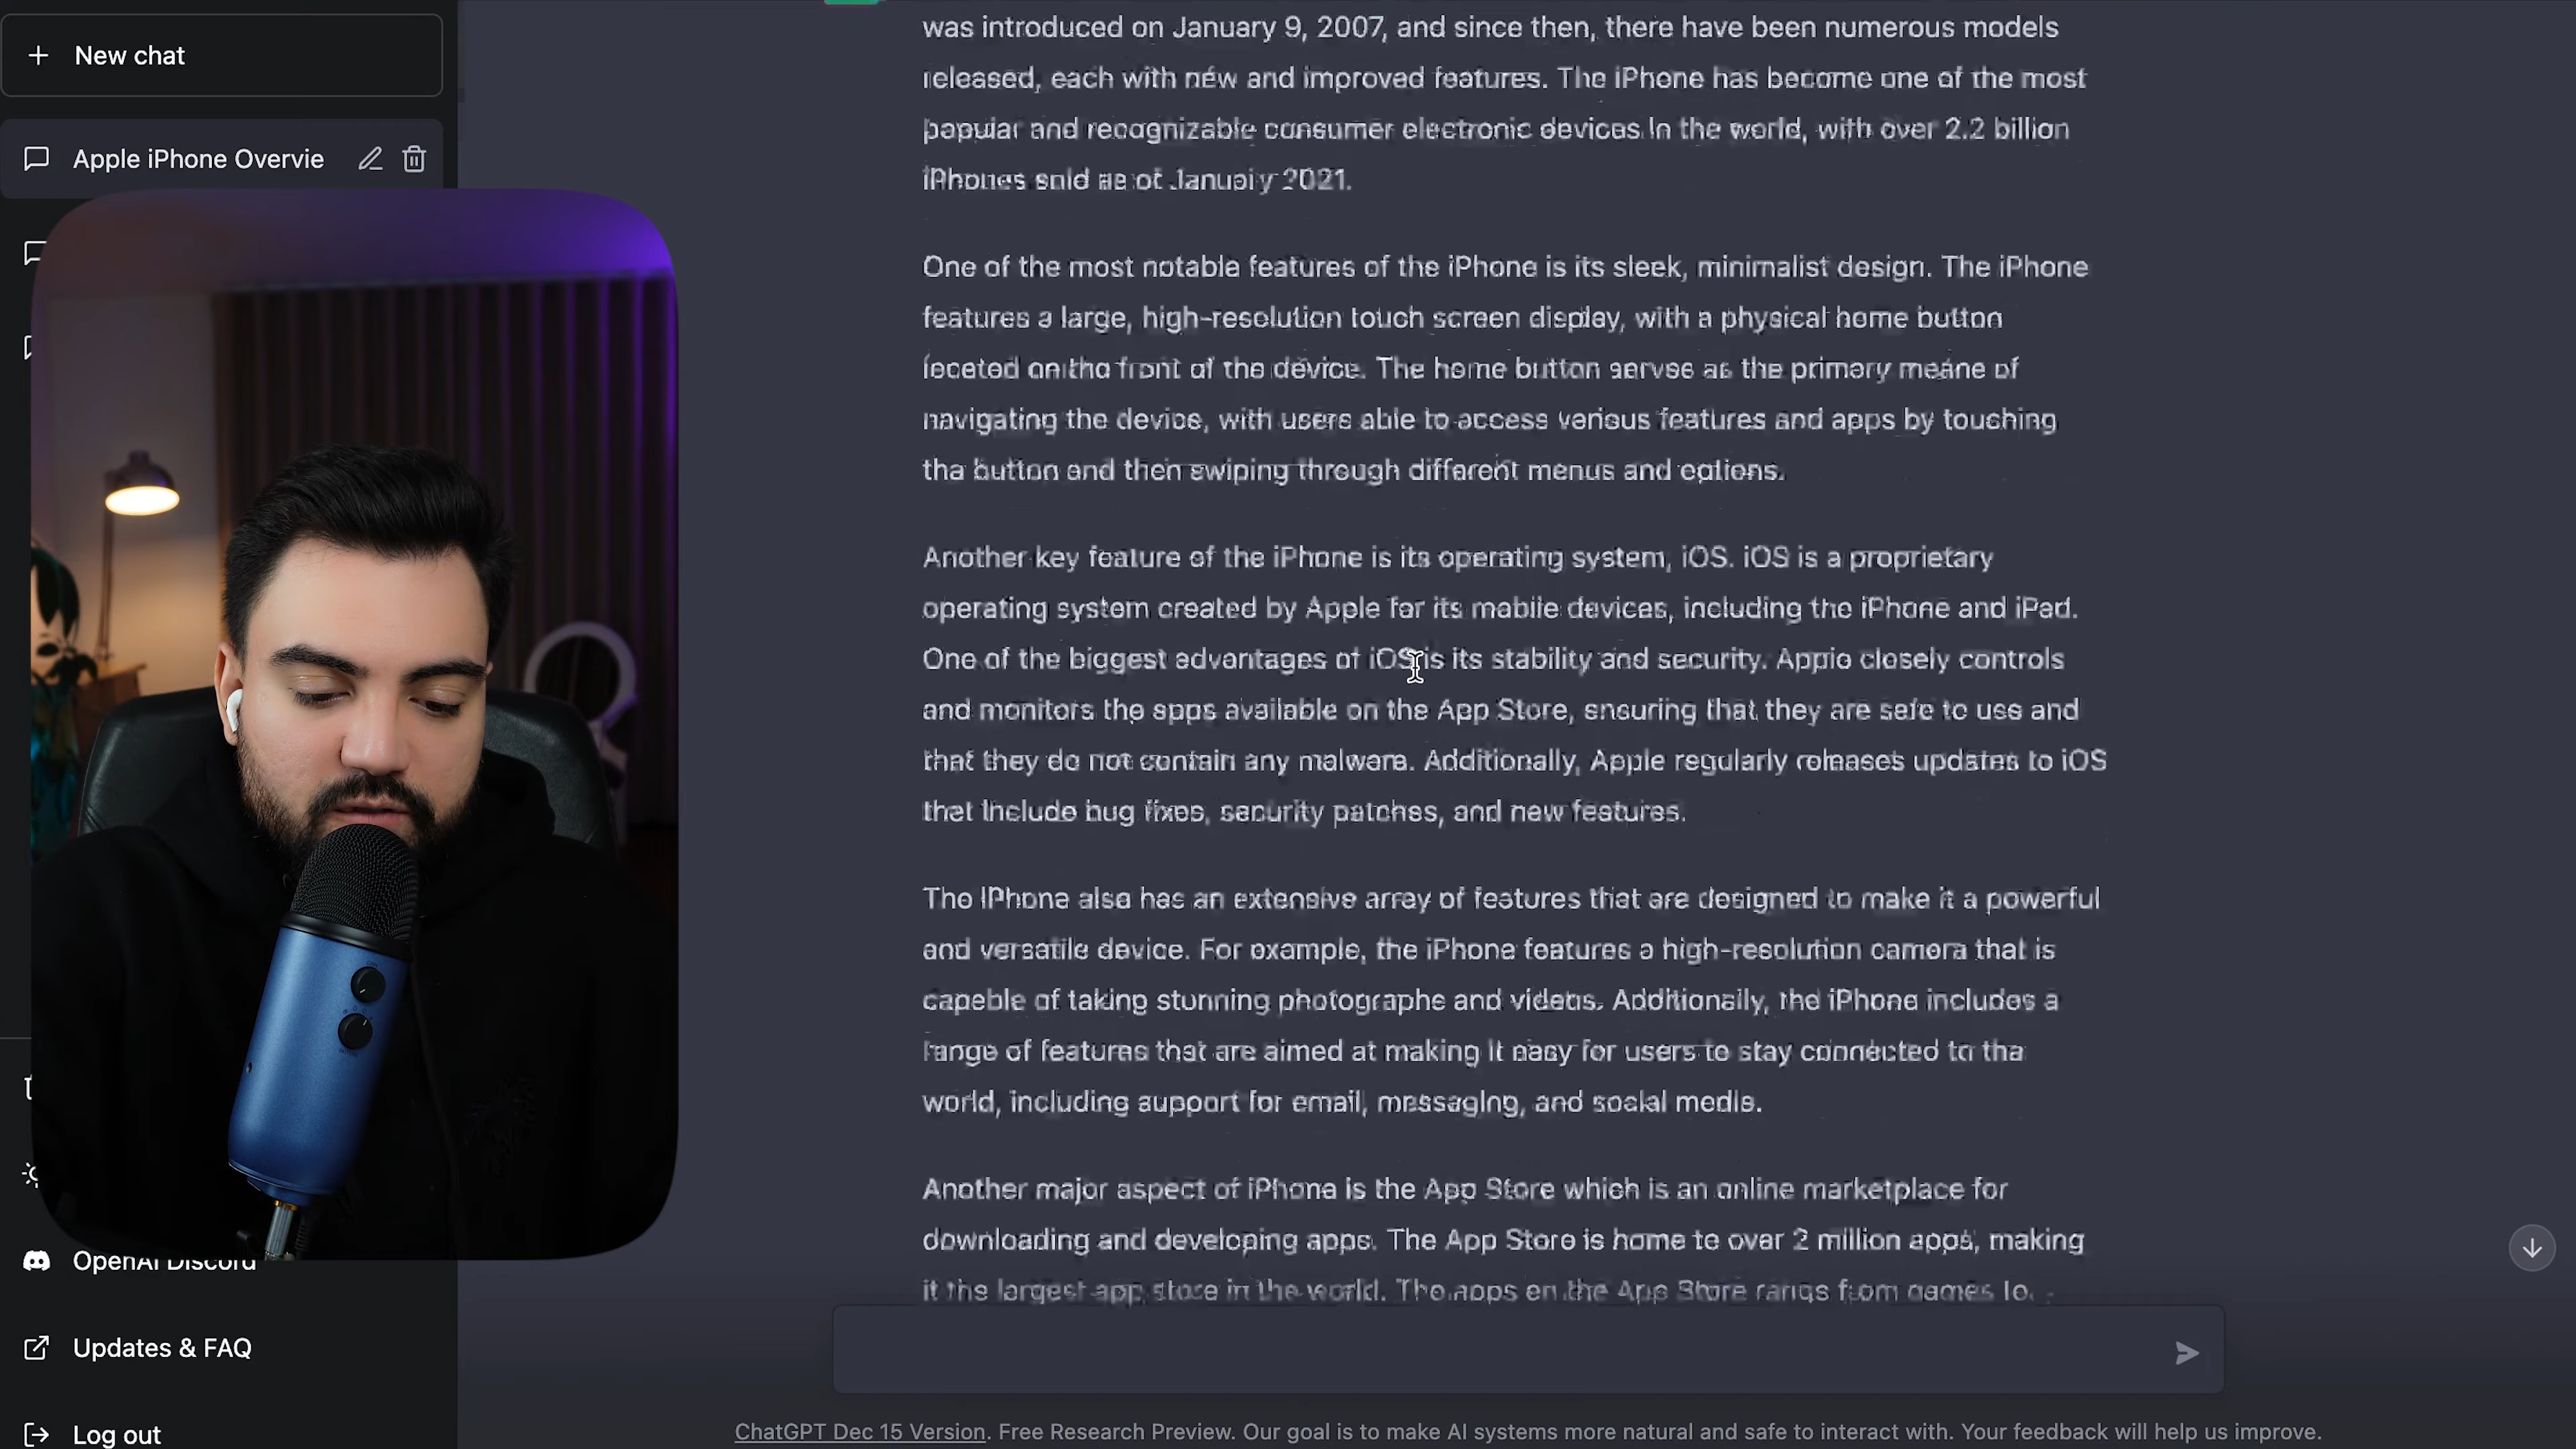 New chat
Apple iPhone Overvie
OpenAI Discord
Updates & FAQ
Log out
was introduced on January 9, 2007, and since then, there have been numerous models
released, each with new and improved features. The iPhone has become one of the most
popular and recognizable consumer electronic devices in the world, with over 2.2 billion
iPhones sold as of January 2021.
One of the most notable features of the iPhone is its sleek, minimalist design. The iPhone
features a large, high-resolution touch screen display, with a physical home button
located on the front of the device. The home button serves as the primary means of
navigating the device, with users able to access various features and apps by touching
the button and then swiping through different menus and options.
Another key feature of the iPhone is its operating system, iOS. iOS is a proprietary
operating system created by Apple for its mobile devices, including the iPhone and iPad.
One of the biggest advantages of iOS is its stability and security. Apple closely controls
and monitors the apps available on the App Store, ensuring that they are safe to use and
that they do not contain any malware. Additionally, Apple regularly releases updates to iOS
that include bug fixes, security patches, and new features.
The iPhone also has an extensive array of features that are designed to make it a powerful
and versatile device. For example, the iPhone features a high-resolution camera that is
capable of taking stunning photographs and videos. Additionally, the iPhone includes a
range of features that are aimed at making it easy for users to stay connected to the
world, including support for email, messaging, and social media.
Another major aspect of iPhone is the App Store which is an online marketplace for
downloading and developing apps. The App Store is home to over 2 million apps, making
it the largest app store in the world. The apps on the App Store range from games to
ChatGPT Dec 15 Version. Free Research Preview. Our goal is to make AI systems more natural and safe to interact with. Your feedback will help us improve.